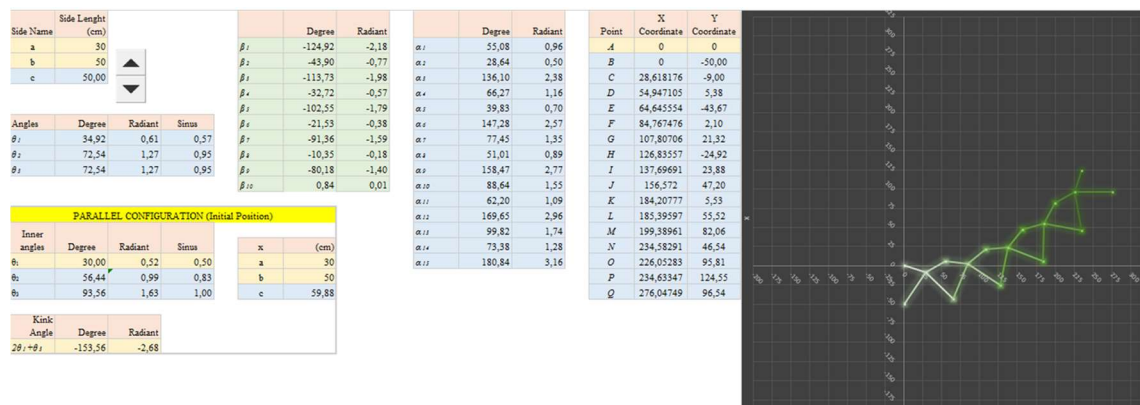 Side Name Side Lenght (cm)
a 30
b 50
c 50,00
Angles Degree Radiant Sinus
θ1 34,92 0,61 0,57
θ2 72,54 1,27 0,95
θ3 72,54 1,27 0,95
PARALLEL CONFIGURATION (Initial Position)
Inner angles Degree Radiant Sinus
θ1 30,00 0,52 0,50
θ2 56,44 0,99 0,83
θ3 93,56 1,63 1,00
x (cm)
a 30
b 50
c 59,88
Kink Angle Degree Radiant
2θ1+θ3 -153,56 -2,68
Degree Radiant
β1 -124,92 -2,18
β2 -43,90 -0,77
β3 -113,73 -1,98
β4 -32,72 -0,57
β5 -102,55 -1,79
β6 -21,53 -0,38
β7 -91,36 -1,59
β8 -10,35 -0,18
β9 -80,18 -1,40
β10 0,84 0,01
Degree Radiant
α1 55,08 0,96
α2 28,64 0,50
α3 136,10 2,38
α4 66,27 1,16
α5 39,83 0,70
α6 147,28 2,57
α7 77,45 1,35
α8 51,01 0,89
α9 158,47 2,77
α10 88,64 1,55
α11 62,20 1,09
α12 169,65 2,96
α13 99,82 1,74
α14 73,38 1,28
α15 180,84 3,16
Point X Coordinate Y Coordinate
A 0 0
B 0 -50,00
C 28,618176 -9,00
D 54,947105 5,38
E 64,645554 -43,67
F 84,767476 2,10
G 107,80706 21,32
H 126,83557 -24,92
I 137,69691 23,88
J 156,572 47,20
K 184,20777 5,53
L 185,39597 55,52
M 199,38961 82,06
N 234,58291 46,54
O 226,05283 95,81
P 234,63347 124,55
Q 276,04749 96,54